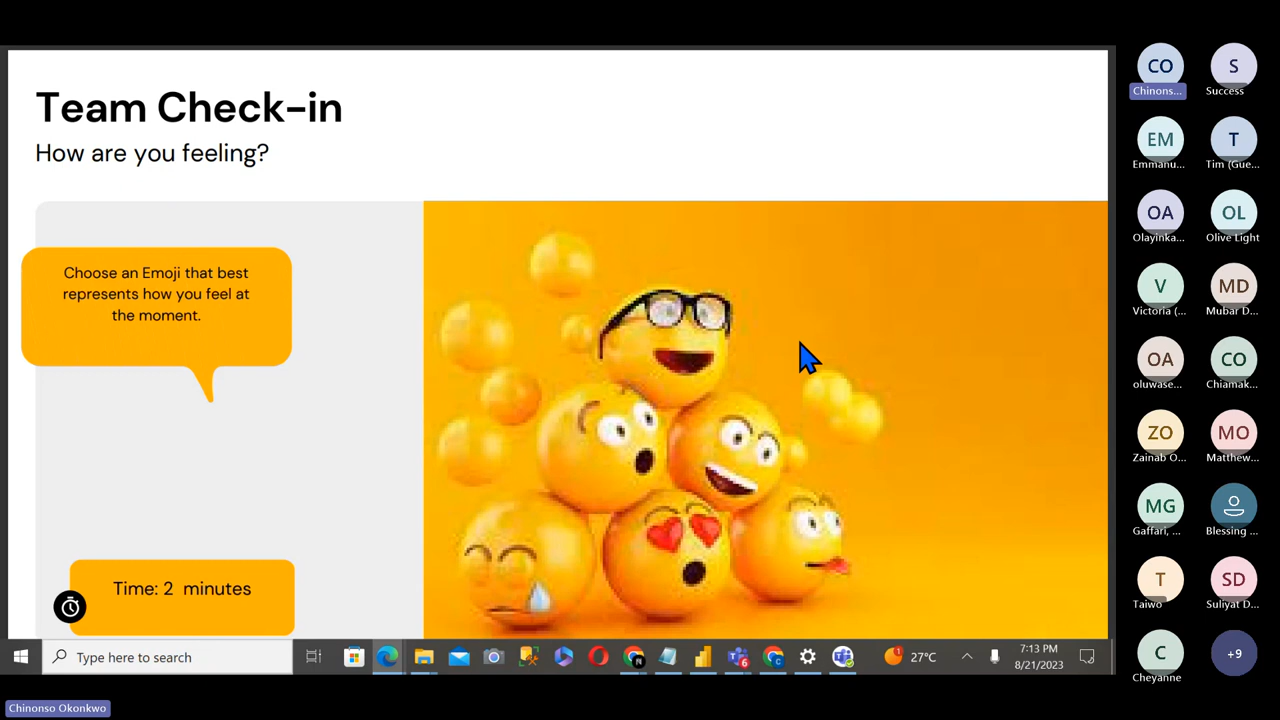 Team Check-in
How are you feeling?
Choose an Emoji that best
represents how you feel at
the moment.
Time: 2 minutes
Type here to search
N
6
C
1
27°C
7:13 PM
8/21/2023
Chinonso Okonkwo
CO
Chinons...
S
Success
EM
Emmanu...
T
Tim (Gue...
OA
Olayinka...
OL
Olive Light
V
Victoria (...
MD
Mubar D...
OA
oluwase...
CO
Chiamak...
ZO
Zainab O...
MO
Matthew...
MG
Gaffari, ...
Blessing ...
T
Taiwo
SD
Suliyat D...
C
Cheyanne
+9